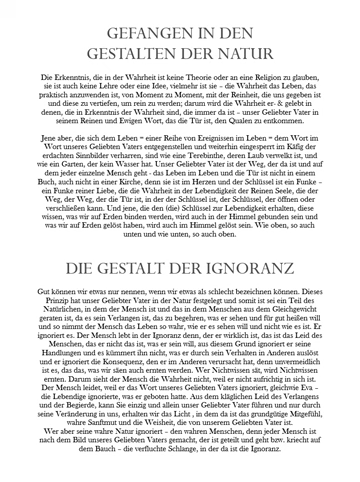 GEFANGEN IN DEN
GESTALTEN DER NATUR
Die Erkenntnis, die in der Wahrheit ist keine Theorie oder an eine Religion zu glauben,
sie ist auch keine Lehre oder eine Idee, vielmehr ist sie – die Wahrheit das Leben, das
praktisch anzuwenden ist, von Moment zu Moment, mit der Reinheit, die uns gegeben ist
und diese zu vertiefen, um rein zu werden; darum wird die Wahrheit er- & gelebt in
denen, die in Erkenntnis der Wahrheit sind, die immer da ist – unser Geliebter Vater in
seinem Reinen und Ewigen Wort, das die Tür ist, den Qualen zu entkommen.
Jene aber, die sich dem Leben = einer Reihe von Ereignissen im Leben = dem Wort im
Wort unseres Geliebten Vaters entgegenstellen und weiterhin eingesperrt im Käfig der
erdachten Sinnbilder verharren, sind wie eine Terebinthe, deren Laub verwelkt ist, und
wie ein Garten, der kein Wasser hat. Unser Geliebter Vater ist der Weg, der da ist und auf
dem jeder einzelne Mensch geht - das Leben im Leben und die Tür ist nicht in einem
Buch, auch nicht in einer Kirche, denn sie ist im Herzen und der Schlüssel ist ein Funke –
ein Funke reiner Liebe, die die Wahrheit in der Lebendigkeit der Reinen Seele, die der
Weg, der Weg, der die Tür ist, in der der Schlüssel ist, der Schlüssel, der öffnen oder
verschließen kann. Und jene, die den (die) Schlüssel zur Lebendigkeit erhalten, diese
wissen, was wir auf Erden binden werden, wird auch in der Himmel gebunden sein und
was wir auf Erden gelöst haben, wird auch im Himmel gelöst sein. Wie oben, so auch
unten und wie unten, so auch oben.
DIE GESTALT DER IGNORANZ
Gut können wir etwas nur nennen, wenn wir etwas als schlecht bezeichnen können. Dieses
Prinzip hat unser Geliebter Vater in der Natur festgelegt und somit ist sei ein Teil des
Natürlichen, in dem der Mensch ist und das in dem Menschen aus dem Gleichgewicht
geraten ist, da es sein Verlangen ist, das zu begehren, was er sehen und für gut heißen will
und so nimmt der Mensch das Leben so wahr, wie er es sehen will und nicht wie es ist. Er
ignoriert es. Der Mensch lebt in der Ignoranz denn, der er wirklich ist, das ist das Leid des
Menschen, das er nicht das ist, was er sein will, aus diesem Grund ignoriert er seine
Handlungen und es kümmert ihn nicht, was er durch sein Verhalten in Anderen auslöst
und er ignoriert die Konsequenz, den er im Anderen verursacht hat, denn unvermeidlich
ist es, das das, was wir säen auch ernten werden. Wer Nichtwissen sät, wird Nichtwissen
ernten. Darum sieht der Mensch die Wahrheit nicht, weil er nicht aufrichtig in sich ist.
Der Mensch leidet, weil er das Wort unseres Geliebten Vaters ignoriert, gleichwie Eva –
die Lebendige ignorierte, was er geboten hatte. Aus dem kläglichen Leid des Verlangens
und der Begierde, kann Sie einzig und allein unser Geliebter Vater führen und nur durch
seine Veränderung in uns, erhalten wir das Licht , in dem da ist das grundgütige Mitgefühl,
wahre Sanftmut und die Weisheit, die von unserem Geliebten Vater ist.
Wer aber seine wahre Natur ignoriert – den wahren Menschen, denn jeder Mensch ist
nach dem Bild unseres Geliebten Vaters gemacht, der ist geteilt und geht bzw. kriecht auf
dem Bauch – die verfluchte Schlange, in der da ist die Ignoranz.